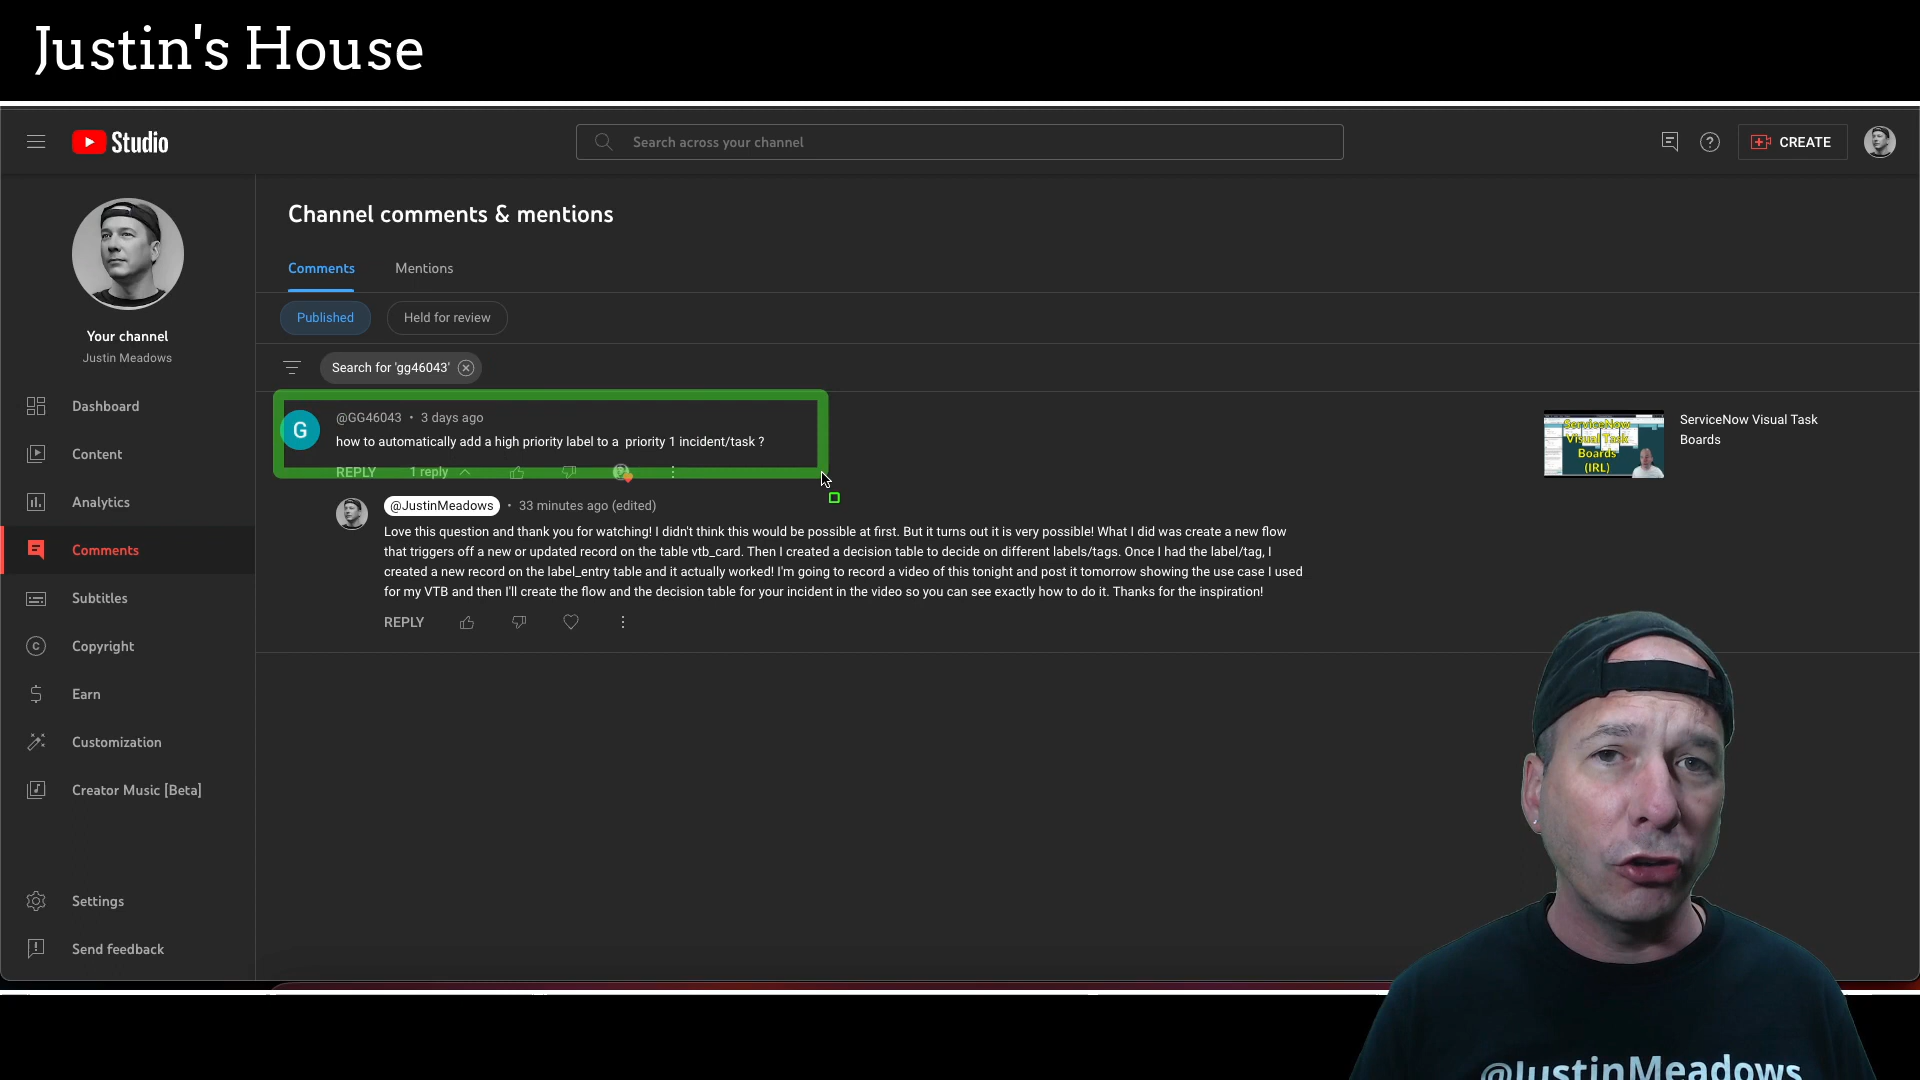 Justin's House
Studio
Search across your channel
CREATE
Your channel
Justin Meadows
Dashboard
Content
Analytics
Comments
Subtitles
Copyright
Earn
Customization
Creator Music [Beta]
Settings
Send feedback
Channel comments & mentions
Comments
Mentions
Published
Held for review
Search for 'gg46043'
G
@GG46043 • 3 days ago
how to automatically add a high priority label to a priority 1 incident/task ?
REPLY
1 reply
ServiceNow
Visual Task
Boards
(IRL)
ServiceNow Visual Task
Boards
@JustinMeadows • 33 minutes ago (edited)
Love this question and thank you for watching! I didn't think this would be possible at first. But it turns out it is very possible! What I did was create a new flow
that triggers off a new or updated record on the table vtb_card. Then I created a decision table to decide on different labels/tags. Once I had the label/tag, I
created a new record on the label_entry table and it actually worked! I'm going to record a video of this tonight and post it tomorrow showing the use case I used
for my VTB and then I'll create the flow and the decision table for your incident in the video so you can see exactly how to do it. Thanks for the inspiration!
REPLY
@JustinMeadows